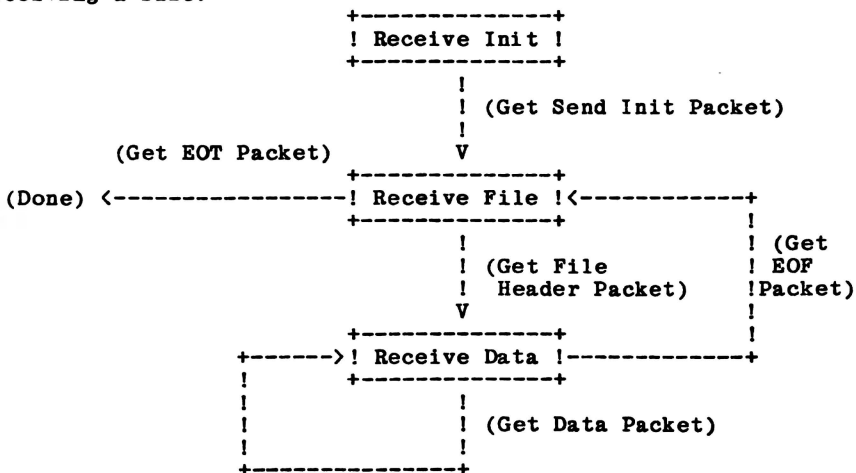 +---------------+
! Receive Init !
+---------------+
!
! (Get Send Init Packet)
!
(Get EOT Packet) V
+---------------+
(Done) <------------------! Receive File !<-------------+
+---------------+ !
! ! (Get
! (Get File ! EOF
! Header Packet) !Packet)
V !
+---------------+ !
+------>! Receive Data !--------------+
! +---------------+
! !
! ! (Get Data Packet)
! !
+-----------------+